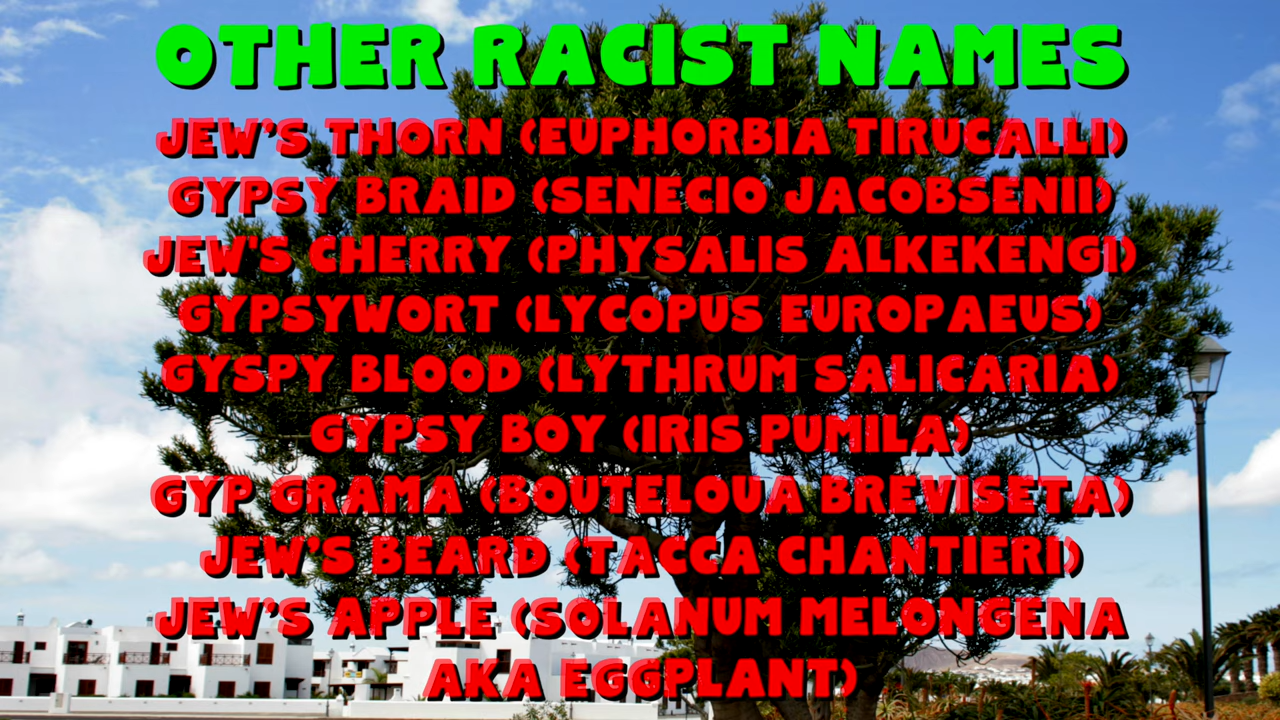 OTHER RACIST NAMES
JEW'S THORN (EUPHORBIA TIRUCALLI)
GYPSY BRAID (SENECIO JACOBSENII)
JEW'S CHERRY (PHYSALIS ALKEKENGI)
GYPSYWORT (LYCOPUS EUROPAEUS)
GYSPY BLOOD (LYTHRUM SALICARIA)
GYPSY BOY (IRIS PUMILA)
GYP GRAMA (BOUTELOUA BREVISETA)
JEW'S BEARD (TACCA CHANTIERI)
JEW'S APPLE (SOLANUM MELONGENA
AKA EGGPLANT)